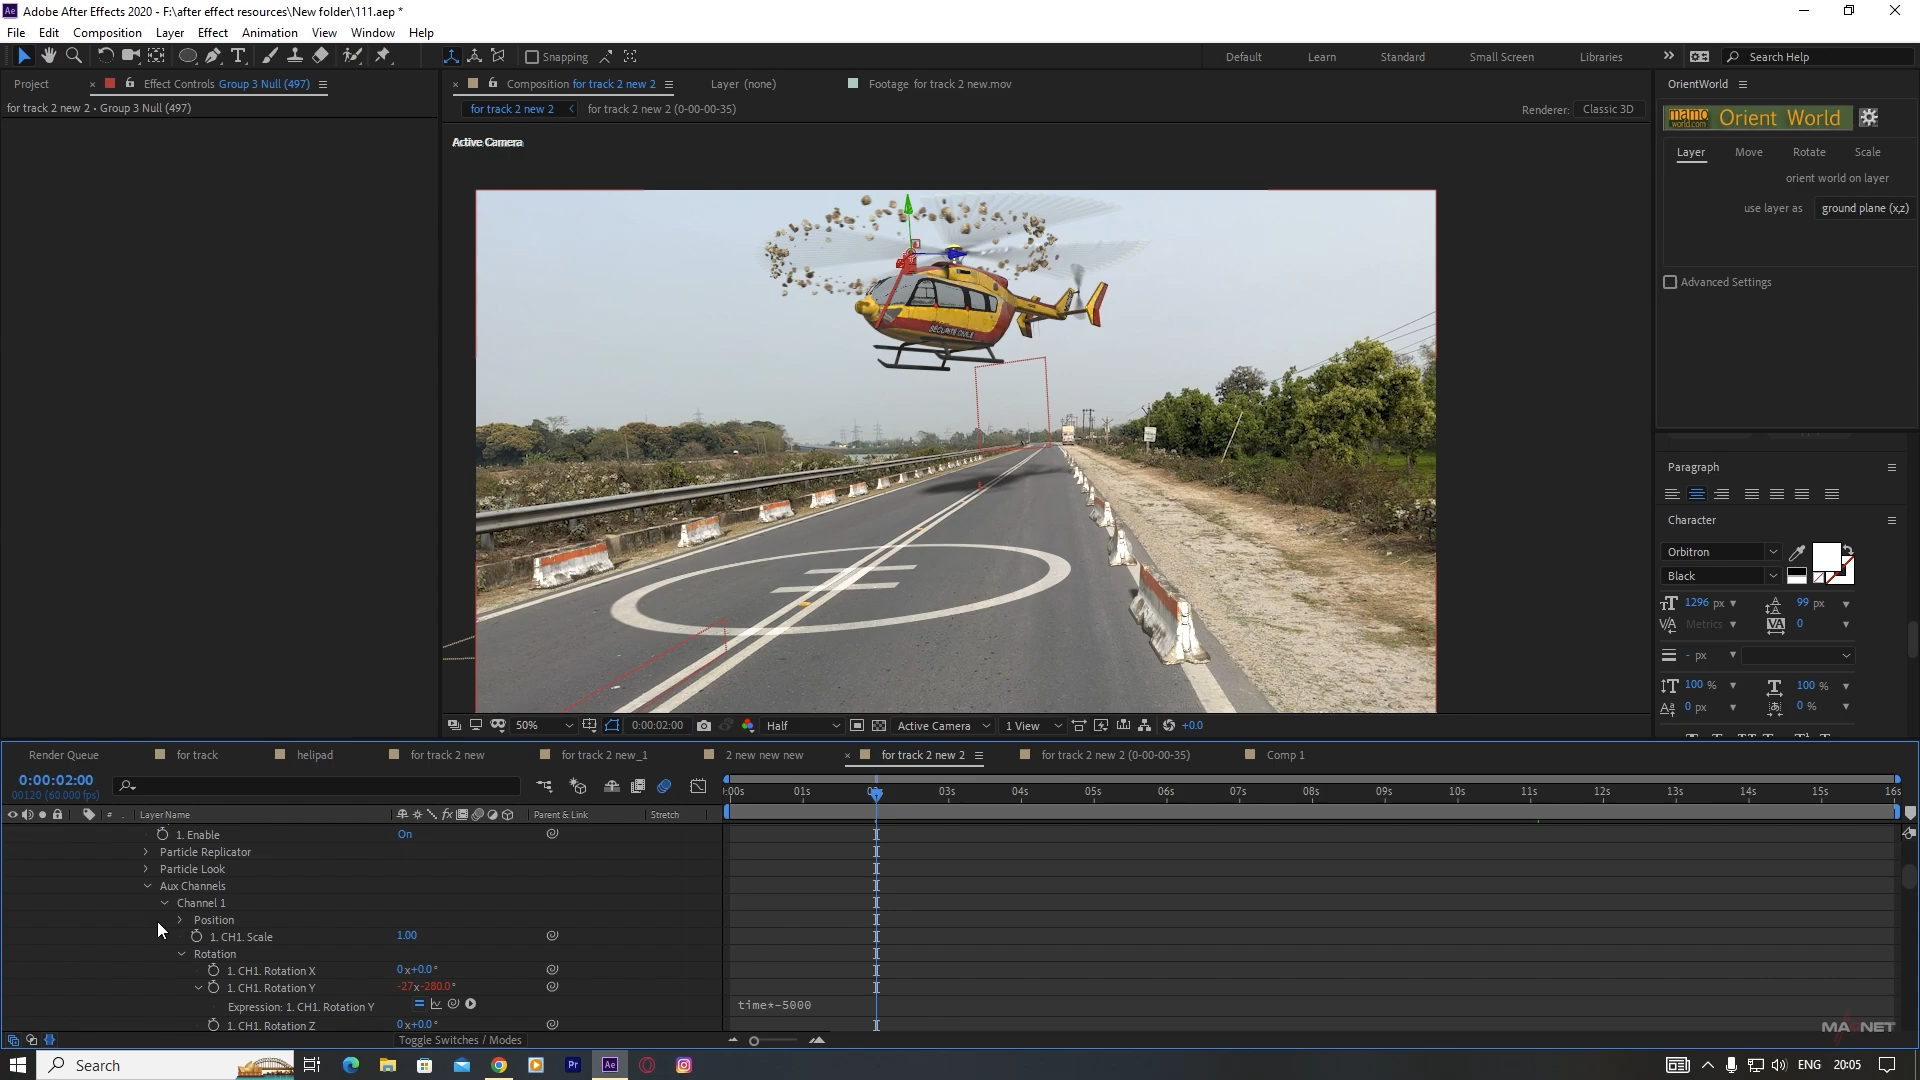 Ae Adobe After Effects 2020 - F:\after effect resources\New folder\111.aep *
File Edit Composition Layer Effect Animation View Window Help
Snapping
Default Learn Standard Small Screen Libraries Search Help
Project Effect Controls Group 3 Null (497)
for track 2 new 2 • Group 3 Null (497)
Composition for track 2 new 2 Layer (none) Footage for track 2 new.mov
for track 2 new 2 for track 2 new 2 (0-00-00-35) Renderer: Classic 3D
Active Camera
SÉCURITÉ CIVILE
OrientWorld
mamo world.com Orient World
Layer Move Rotate Scale
orient world on layer
use layer as ground plane (x,z)
Advanced Settings
Paragraph
Character
Orbitron
Black
1296 px 99 px
Metrics 0
- px
100 % 100 %
0 px 0 %
50% 0:00:02:00 Half Active Camera 1 View +0.0
Render Queue for track helipad for track 2 new for track 2 new_1 2 new new new for track 2 new 2 for track 2 new 2 (0-00-00-35) Comp 1
0:00:02:00
00120 (60.000 fps)
:00s 01s 02s 03s 04s 05s 06s 07s 08s 09s 10s 11s 12s 13s 14s 15s 16s
# Layer Name fx Parent & Link Stretch
1. Enable On
Particle Replicator
Particle Look
Aux Channels
Channel 1
Position
1. CH1. Scale 1.00
Rotation
1. CH1. Rotation X 0x+0.0°
1. CH1. Rotation Y -27x-280.0°
Expression: 1. CH1. Rotation Y time*-5000
1. CH1. Rotation Z 0x+0.0°
Toggle Switches / Modes
Search Pr Ae ENG 20:05